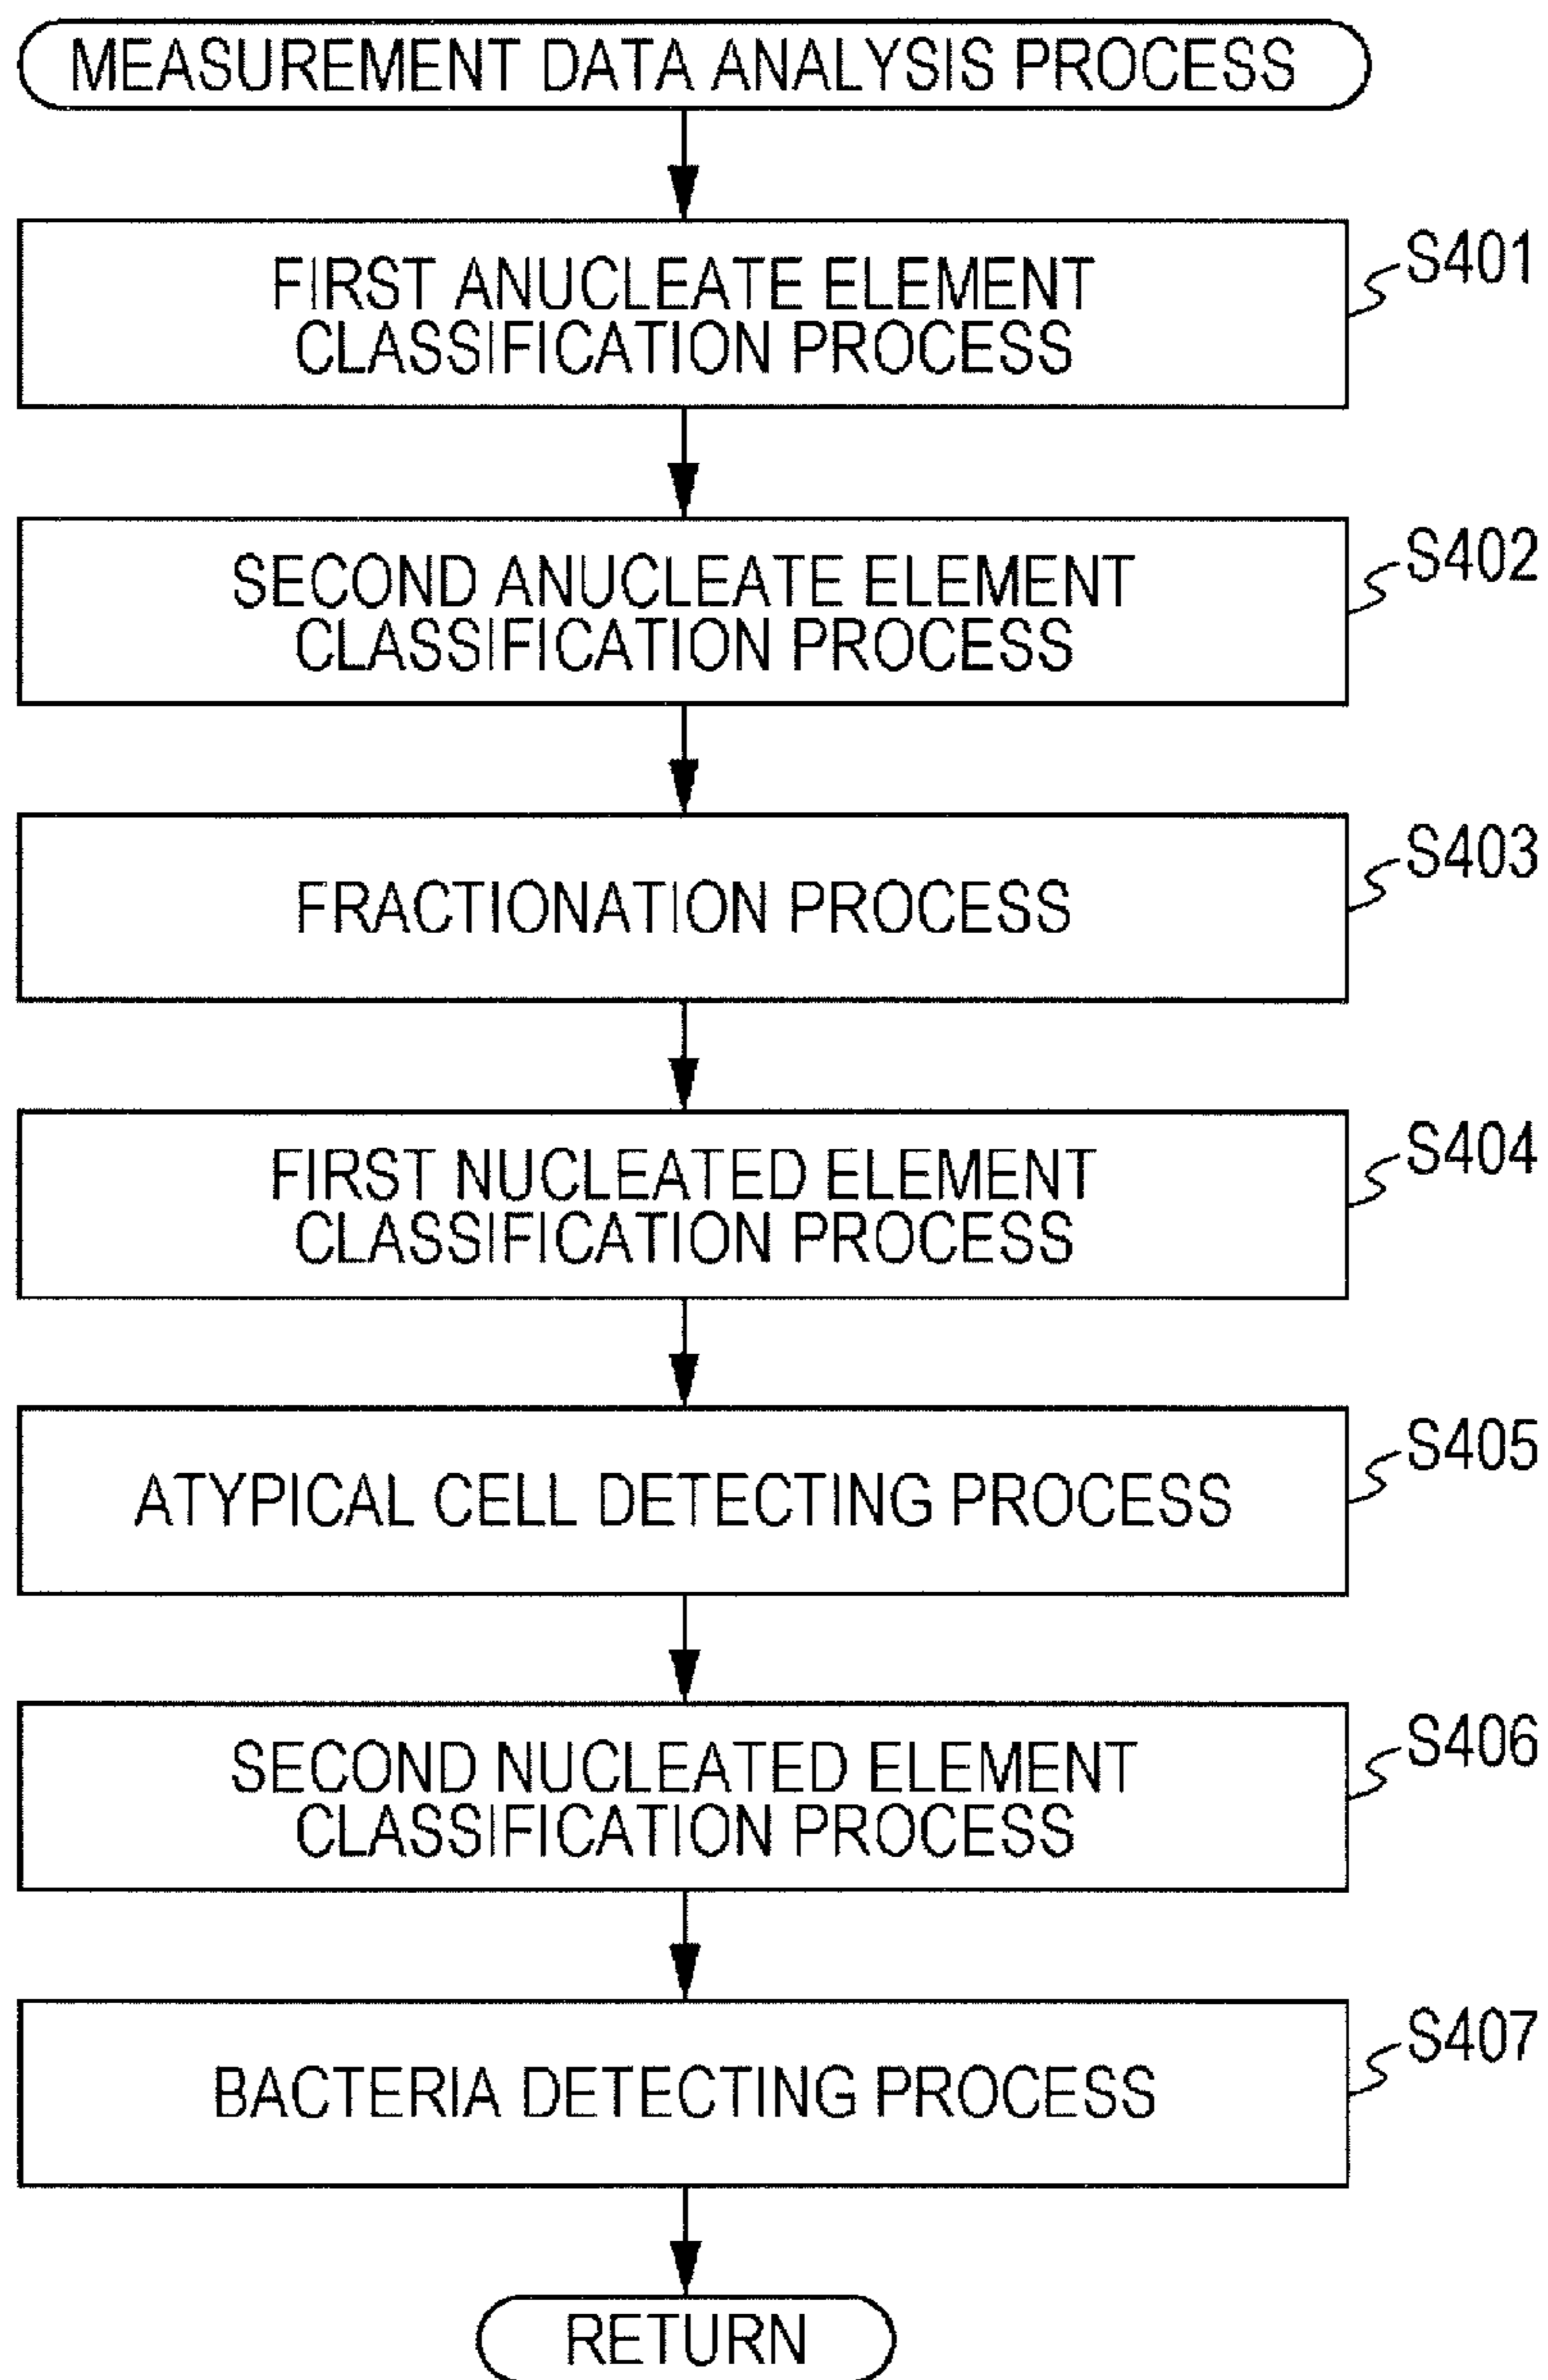 MEASUREMENT DATA ANALYSIS PROCESS
FIRST ANUCLEATE ELEMENT
CLASSIFICATION PROCESS
S401
SECOND ANUCLEATE ELEMENT
CLASSIFICATION PROCESS
S402
FRACTIONATION PROCESS
S403
FIRST NUCLEATED ELEMENT
CLASSIFICATION PROCESS
S404
ATYPICAL CELL DETECTING PROCESS
S405
SECOND NUCLEATED ELEMENT
CLASSIFICATION PROCESS
S406
BACTERIA DETECTING PROCESS
S407
RETURN